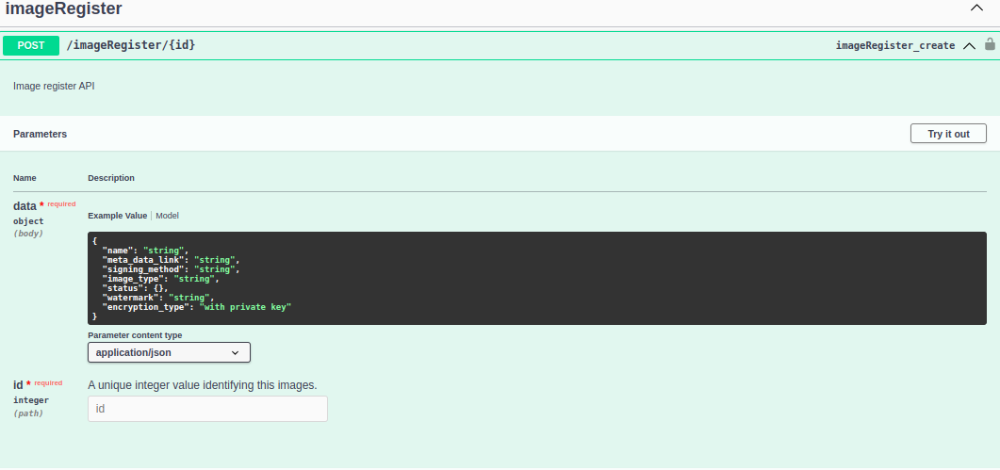 imageRegister
POST /imageRegister/{id} imageRegister_create
Image register API
Parameters Try it out
Name Description
data * required
object
(body)
Example Value | Model
{
"name": "string",
"meta_data_link": "string",
"signing_method": "string",
"image_type": "string",
"status": {},
"watermark": "string",
"encryption_type": "with private key"
}
Parameter content type
application/json
id * required
integer
(path)
A unique integer value identifying this images.
id